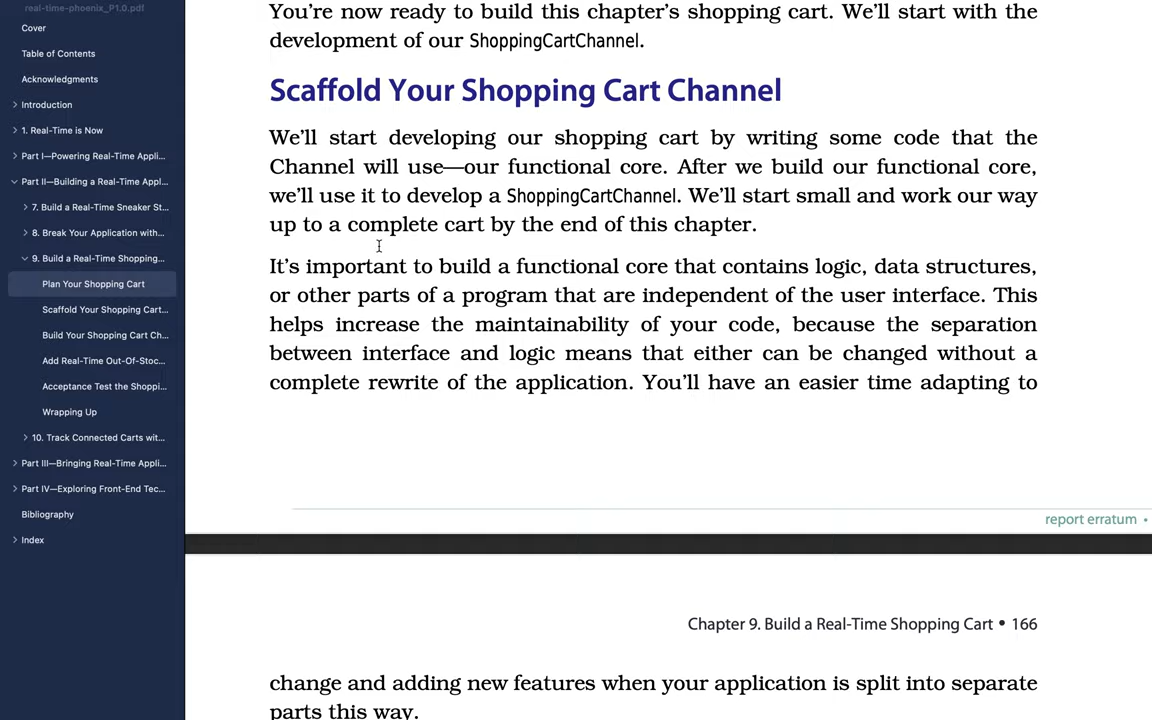 real-time-phoenix_P1.0.pdf
Cover
Table of Contents
Acknowledgments
Introduction
1. Real-Time is Now
Part I—Powering Real-Time Appli...
Part II—Building a Real-Time Appl...
7. Build a Real-Time Sneaker St...
8. Break Your Application with...
9. Build a Real-Time Shopping...
Plan Your Shopping Cart
Scaffold Your Shopping Cart...
Build Your Shopping Cart Ch...
Add Real-Time Out-Of-Stoc...
Acceptance Test the Shoppi...
Wrapping Up
10. Track Connected Carts wit...
Part III—Bringing Real-Time Appli...
Part IV—Exploring Front-End Tec...
Bibliography
Index
You're now ready to build this chapter's shopping cart. We'll start with the
development of our ShoppingCartChannel.
Scaffold Your Shopping Cart Channel
We'll start developing our shopping cart by writing some code that the
Channel will use—our functional core. After we build our functional core,
we'll use it to develop a ShoppingCartChannel. We'll start small and work our way
up to a complete cart by the end of this chapter.
It's important to build a functional core that contains logic, data structures,
or other parts of a program that are independent of the user interface. This
helps increase the maintainability of your code, because the separation
between interface and logic means that either can be changed without a
complete rewrite of the application. You'll have an easier time adapting to
report erratum •
Chapter 9. Build a Real-Time Shopping Cart • 166
change and adding new features when your application is split into separate
parts this way.